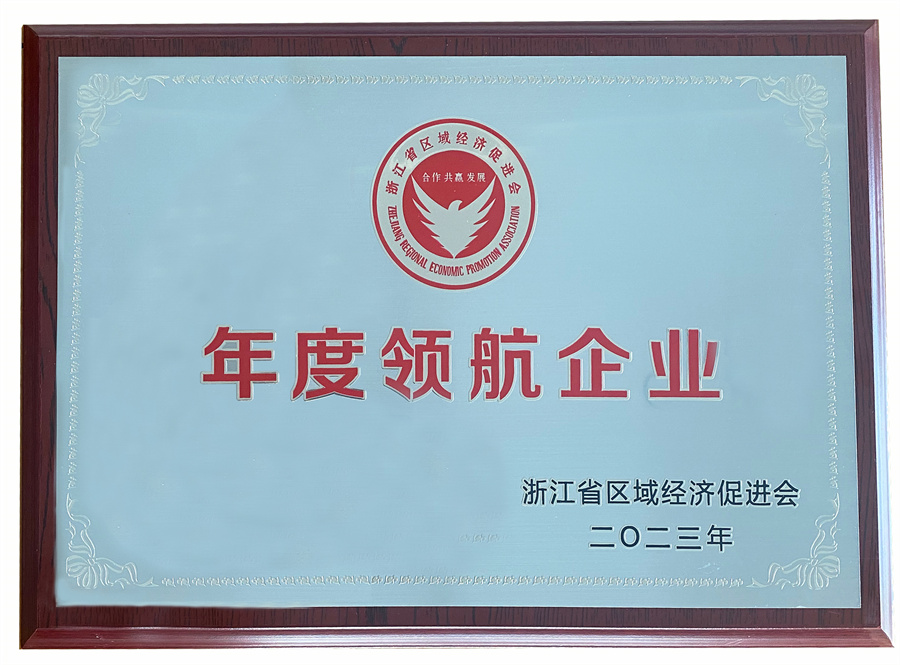 浙江省区域经济促进会
合作共赢发展
ZHEJIANG REGIONAL ECONOMIC PROMOTION ASSOCIATION
年度领航企业
浙江省区域经济促进会
二〇二三年